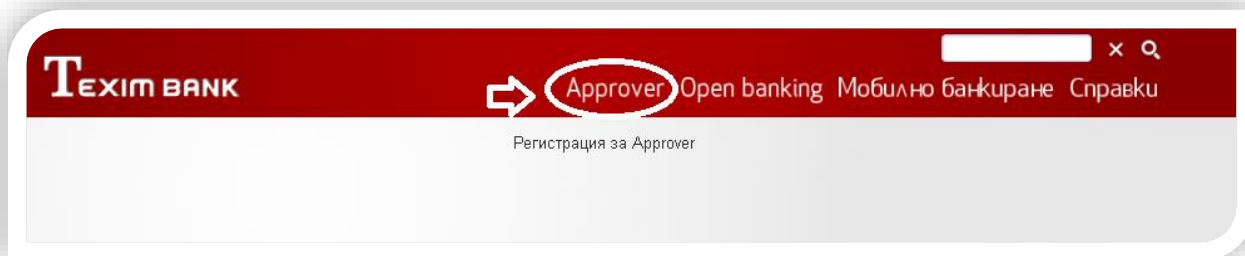 TEXIM BANK
Approver Open banking Мобилно банкиране Справки
Регистрация за Approver